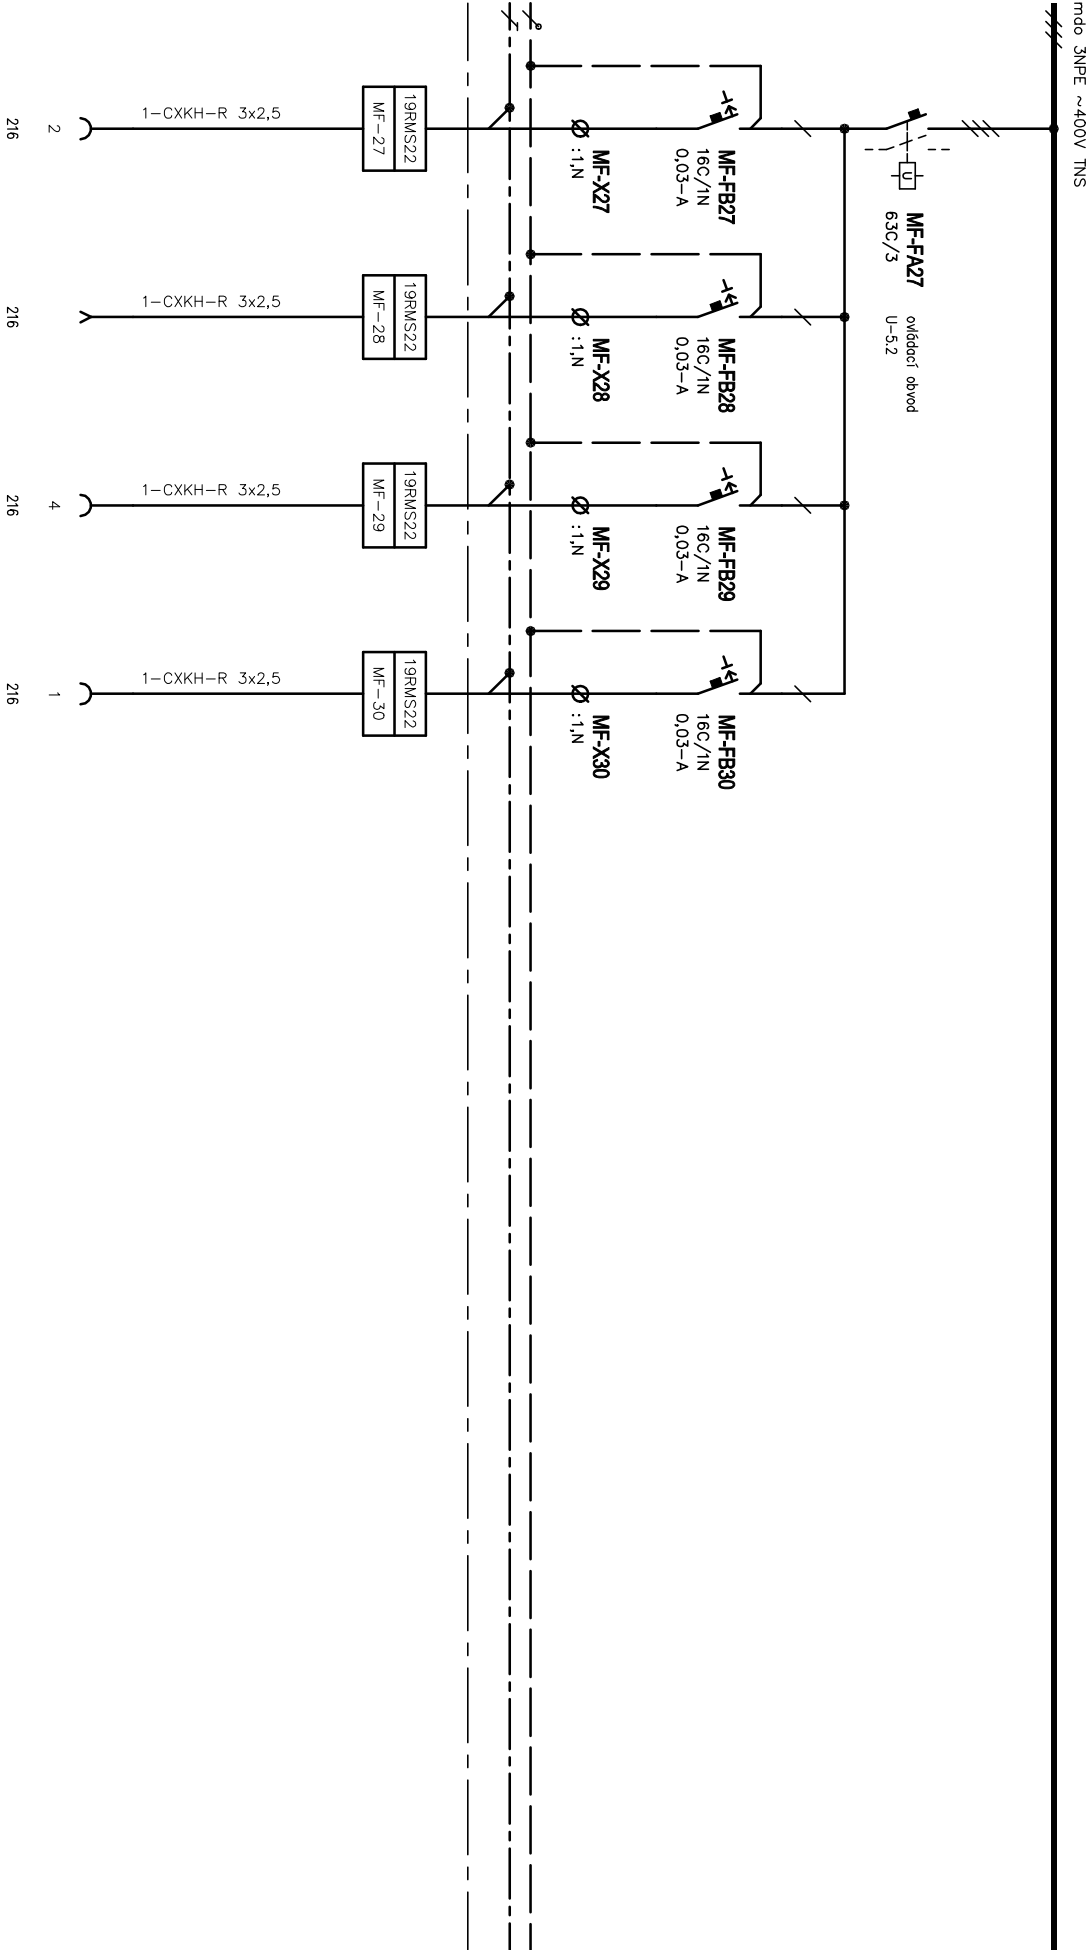 mdo 3NPE ~400V TNS
MF-FA27
63C/3
ovládací obvod
U-5.2
U
MF-FB27
16C/1N
0,03-A
MF-X27
:1,N
19RMS22
MF-27
1-CXKH-R 3x2,5
2
216
MF-FB28
16C/1N
0,03-A
MF-X28
:1,N
19RMS22
MF-28
1-CXKH-R 3x2,5
216
MF-FB29
16C/1N
0,03-A
MF-X29
:1,N
19RMS22
MF-29
1-CXKH-R 3x2,5
4
216
MF-FB30
16C/1N
0,03-A
MF-X30
:1,N
19RMS22
MF-30
1-CXKH-R 3x2,5
1
216